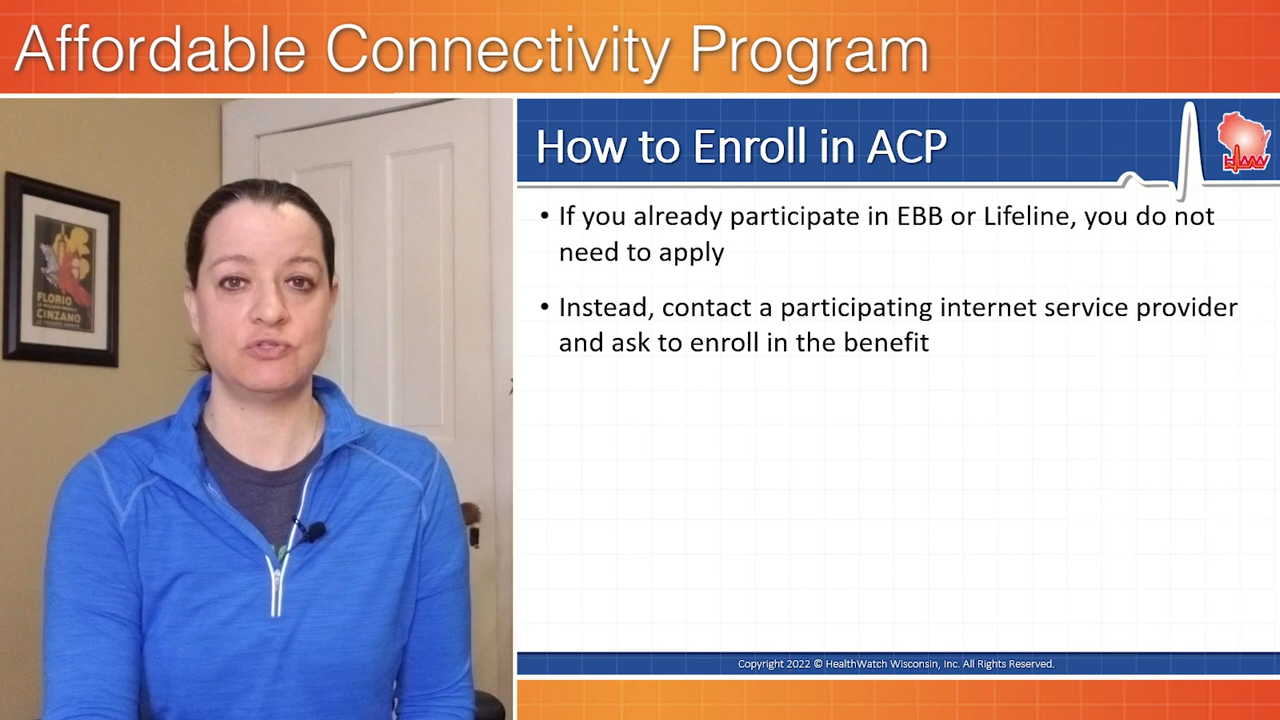 Affordable Connectivity Program
FLORIO
CINZANO
How to Enroll in ACP
• If you already participate in EBB or Lifeline, you do not
need to apply
• Instead, contact a participating internet service provider
and ask to enroll in the benefit
Copyright 2022 © HealthWatch Wisconsin, Inc. All Rights Reserved.